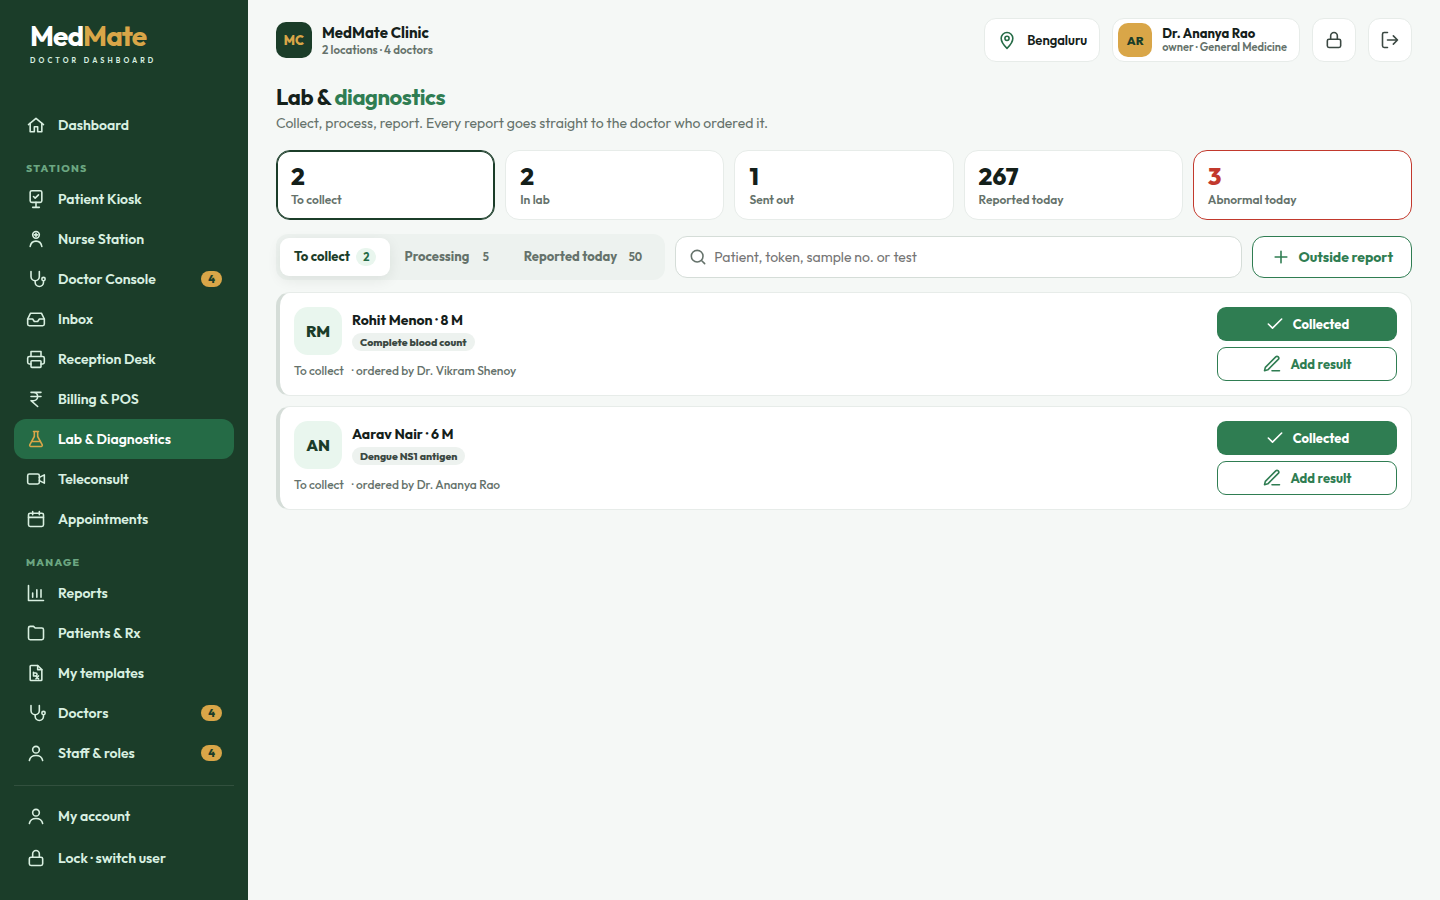 MedMate
DOCTOR DASHBOARD
Dashboard
STATIONS
Patient Kiosk
Nurse Station
Doctor Console 4
Inbox
Reception Desk
Billing & POS
Lab & Diagnostics
Teleconsult
Appointments
MANAGE
Reports
Patients & Rx
My templates
Doctors 4
Staff & roles 4
My account
Lock · switch user
MC
MedMate Clinic
2 locations · 4 doctors
Bengaluru
AR
Dr. Ananya Rao
owner · General Medicine
Lab & diagnostics
Collect, process, report. Every report goes straight to the doctor who ordered it.
2
To collect
2
In lab
1
Sent out
267
Reported today
3
Abnormal today
To collect 2
Processing 5
Reported today 50
Patient, token, sample no. or test
Outside report
RM
Rohit Menon · 8 M
Complete blood count
To collect · ordered by Dr. Vikram Shenoy
Collected
Add result
AN
Aarav Nair · 6 M
Dengue NS1 antigen
To collect · ordered by Dr. Ananya Rao
Collected
Add result